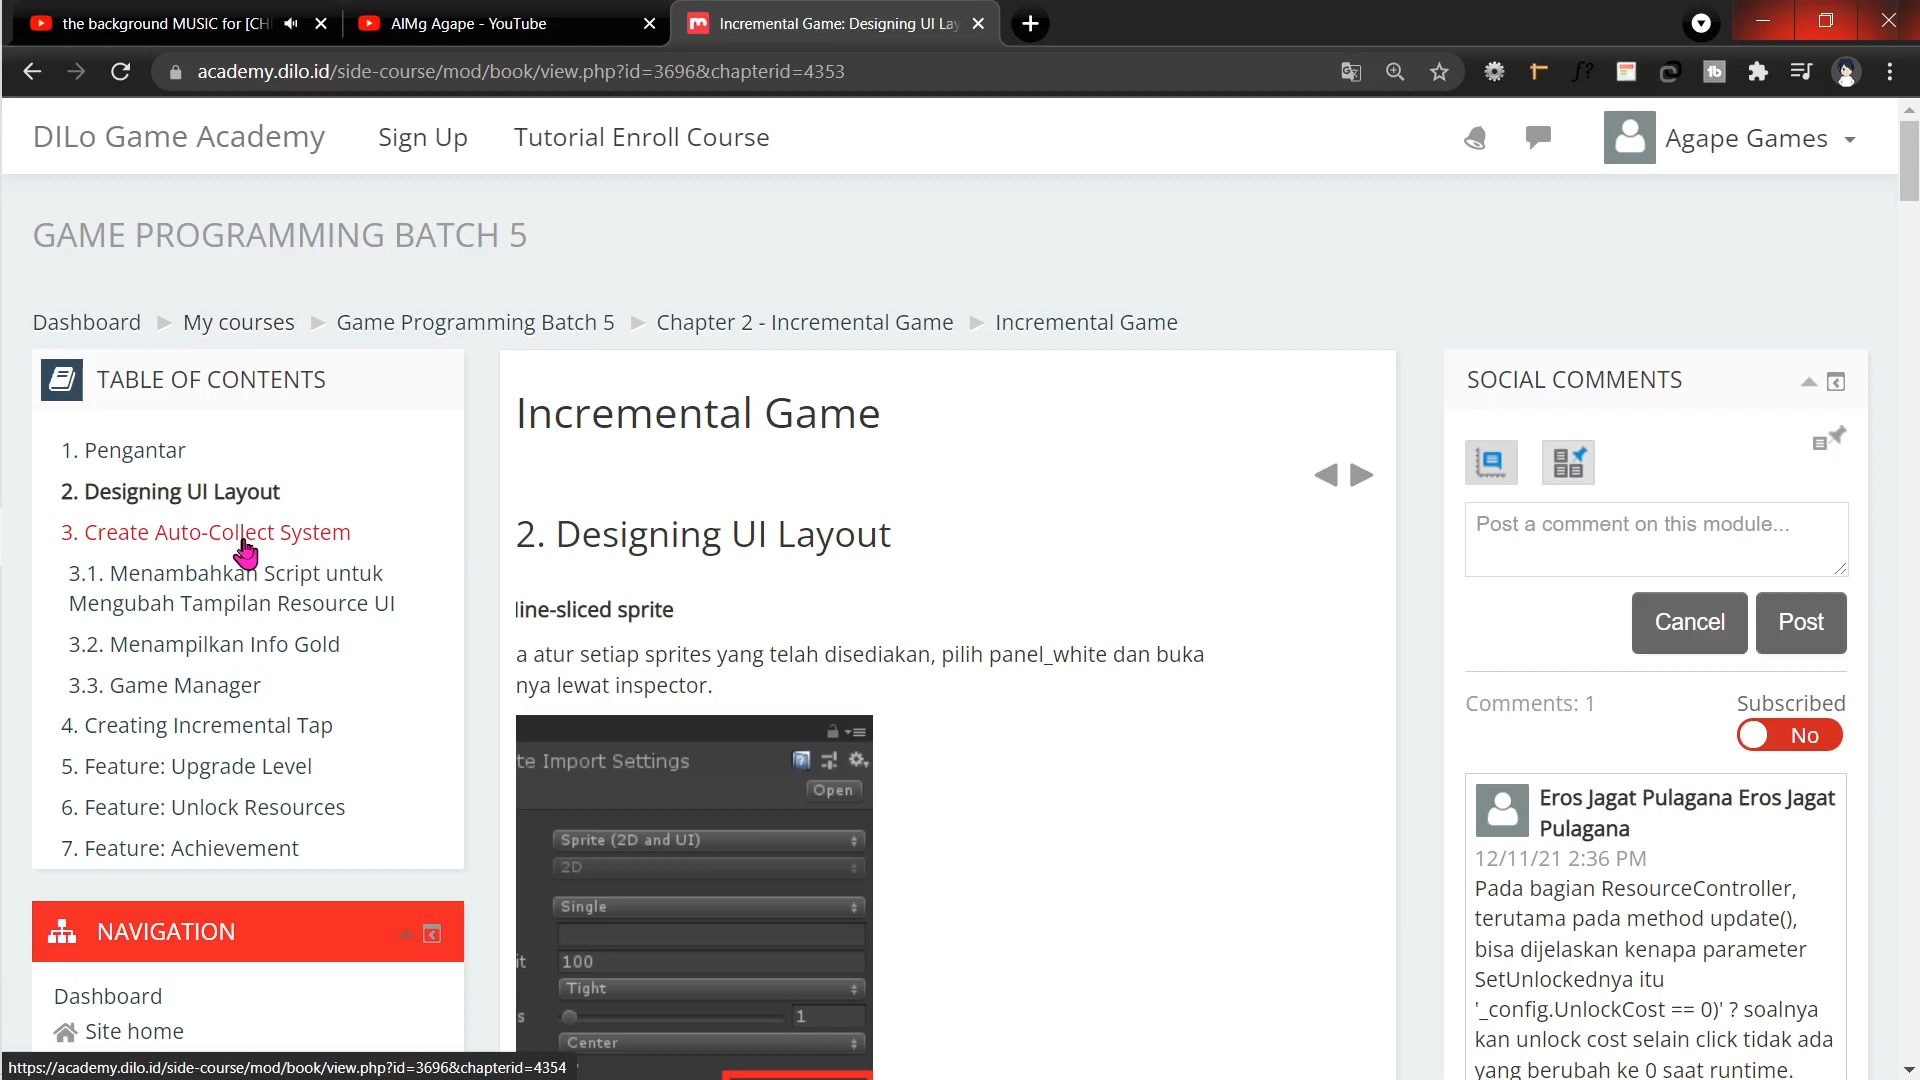 the background MUSIC for [CH
AIMg Agape - YouTube
Incremental Game: Designing UI Lay
academy.dilo.id/side-course/mod/book/view.php?id=3696&chapterid=4353
DILo Game Academy
Sign Up
Tutorial Enroll Course
Agape Games
GAME PROGRAMMING BATCH 5
Dashboard
My courses
Game Programming Batch 5
Chapter 2 - Incremental Game
Incremental Game
TABLE OF CONTENTS
1. Pengantar
2. Designing UI Layout
3. Create Auto-Collect System
3.1. Menambahkan Script untuk
Mengubah Tampilan Resource UI
3.2. Menampilkan Info Gold
3.3. Game Manager
4. Creating Incremental Tap
5. Feature: Upgrade Level
6. Feature: Unlock Resources
7. Feature: Achievement
NAVIGATION
Dashboard
Site home
https://academy.dilo.id/side-course/mod/book/view.php?id=3696&chapterid=4354
Incremental Game
2. Designing UI Layout
line-sliced sprite
a atur setiap sprites yang telah disediakan, pilih panel_white dan buka
nya lewat inspector.
te Import Settings
Open
Sprite (2D and UI)
2D
Single
it
100
Tight
s
1
Center
SOCIAL COMMENTS
Post a comment on this module...
Cancel
Post
Comments: 1
Subscribed
No
Eros Jagat Pulagana Eros Jagat
Pulagana
12/11/21 2:36 PM
Pada bagian ResourceController,
terutama pada method update(),
bisa dijelaskan kenapa parameter
SetUnlockednya itu
'_config.UnlockCost == 0)' ? soalnya
kan unlock cost selain click tidak ada
yang berubah ke 0 saat runtime.